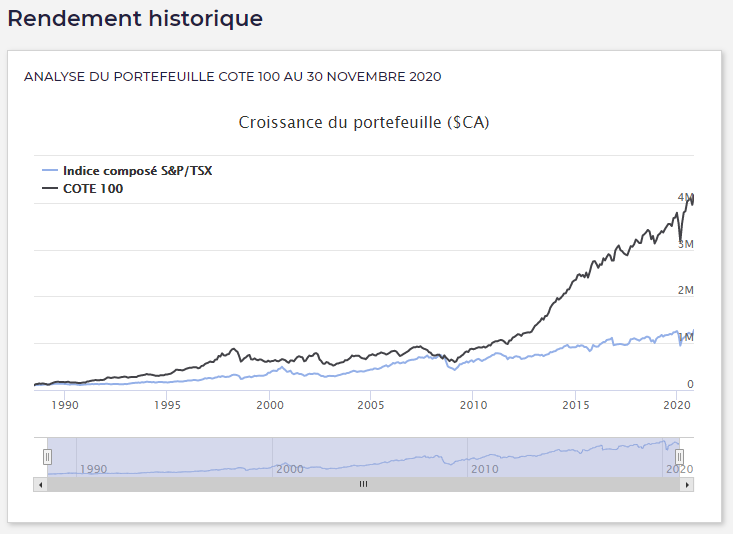 Rendement historique
ANALYSE DU PORTEFEUILLE COTE 100 AU 30 NOVEMBRE 2020
Croissance du portefeuille ($CA)
Indice composé S&P/TSX
COTE 100
4M
3M
2M
1M
0
1990 1995 2000 2005 2010 2015 2020
1990 2000 2010 2020